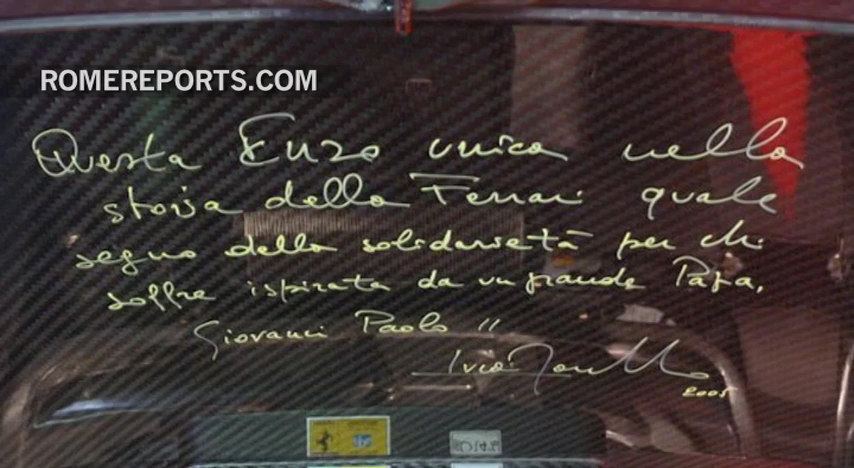 ROMEREPORTS.COM
Questa Enzo unica nella
storia della Ferrari quale
segno della solidarietà per chi
soffre ispirata da un grande Papa,
Giovanni Paolo II
2005